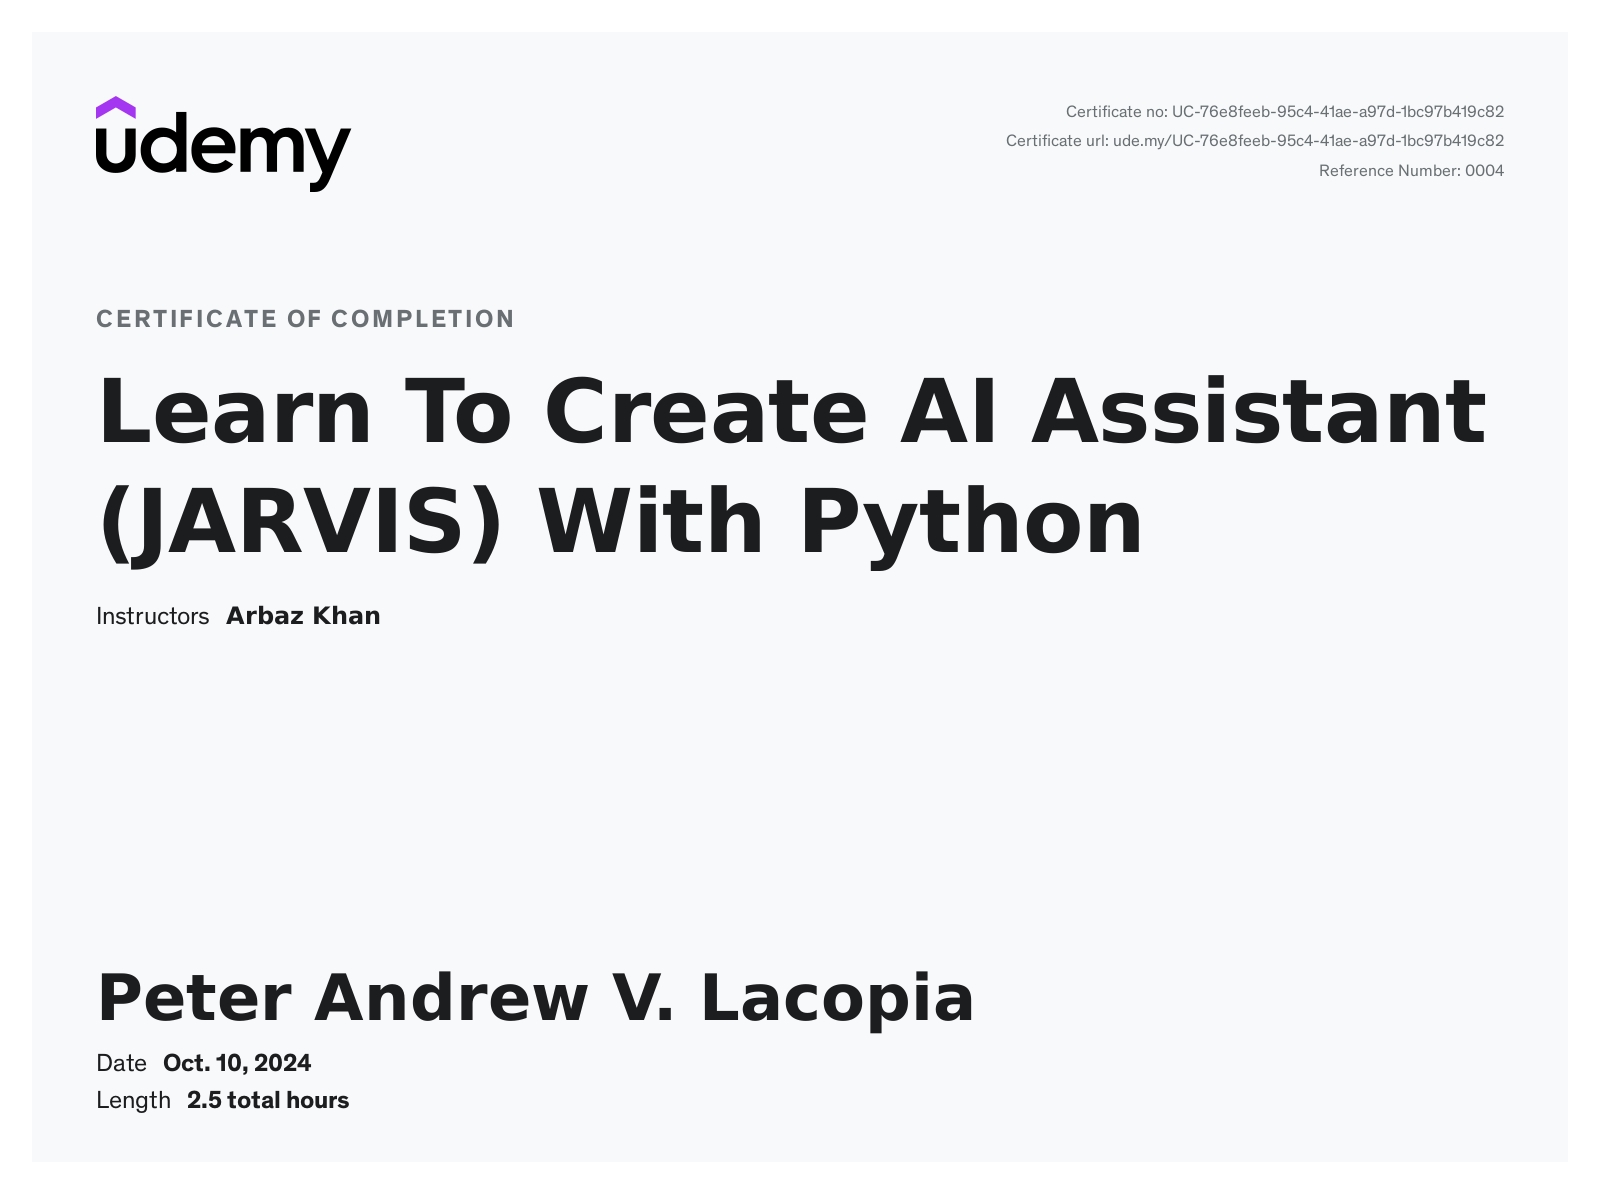 udemy
Certificate no: UC-76e8feeb-95c4-41ae-a97d-1bc97b419c82
Certificate url: ude.my/UC-76e8feeb-95c4-41ae-a97d-1bc97b419c82
Reference Number: 0004
CERTIFICATE OF COMPLETION
Learn To Create AI Assistant
(JARVIS) With Python
Instructors Arbaz Khan
Peter Andrew V. Lacopia
Date Oct. 10, 2024
Length 2.5 total hours